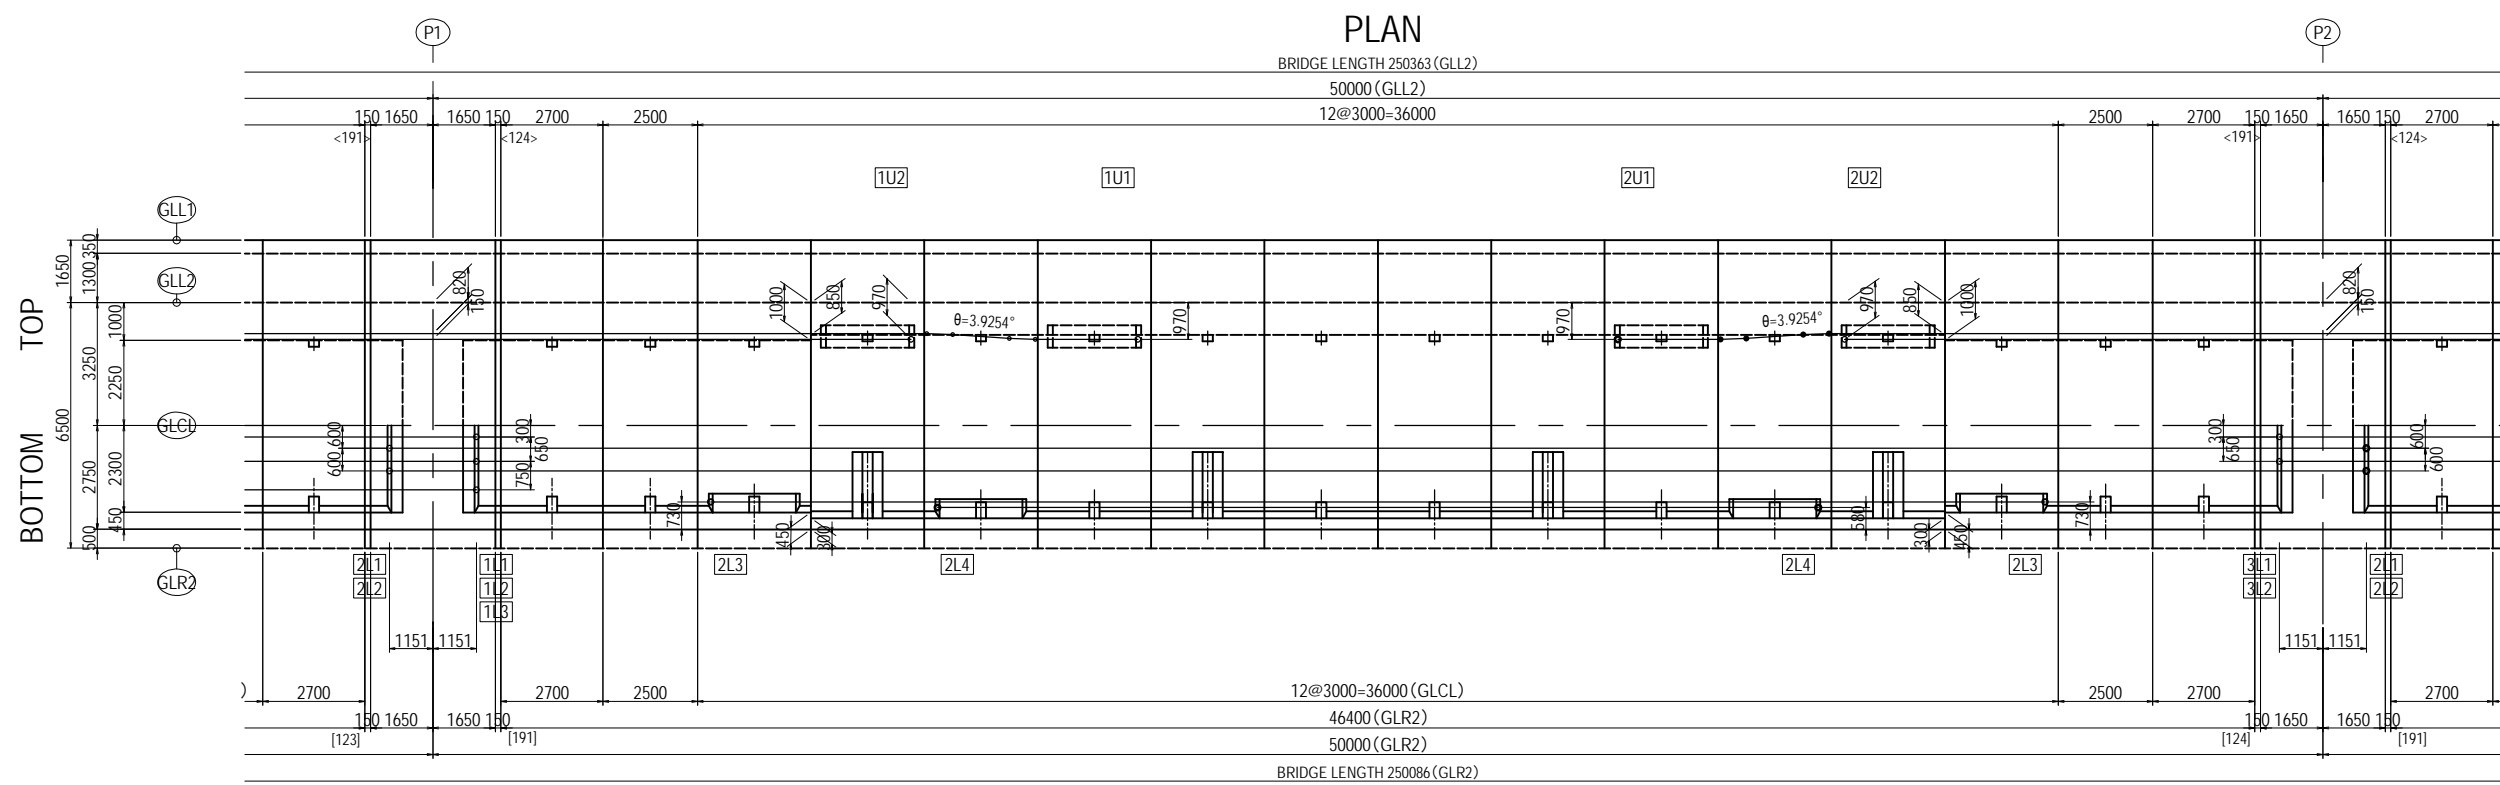 PLAN
P1
P2
BRIDGE LENGTH 250363(GLL2)
50000(GLL2)
12@3000=36000
150 1650 1650 150 2700 2500
2500 2700 150 1650 1650 150 2700
<191> <124>
<191> <124>
1U2 1U1 2U1 2U2
GLL1
GLL2
GLCL
GLR2
TOP
BOTTOM
1650
6500
350
1300
3250
2750
500
1000
2250
2300
450
820
150
1000
850
970
θ=3.9254°
970
970
θ=3.9254°
970
850
1000
820
150
600
600
300
650
750
300
650
600
600
730
450
300
580
300
450
730
2L1
2L2
1L1
1L2
1L3
2L3
2L4
2L4
2L3
3L1
3L2
2L1
2L2
1151 1151
1151 1151
)
2700 2700 2500
12@3000=36000(GLCL)
2500 2700 2700
150 1650 1650 150
46400(GLR2)
150 1650 1650 150
[123] [191]
[124] [191]
50000(GLR2)
BRIDGE LENGTH 250086(GLR2)